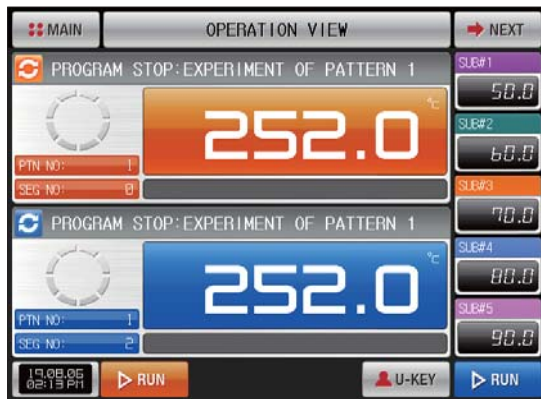 MAIN
OPERATION VIEW
NEXT
PROGRAM STOP:EXPERIMENT OF PATTERN 1
252.0
℃
PTN NO: 1
SEG NO: 0
PROGRAM STOP:EXPERIMENT OF PATTERN 1
252.0
℃
PTN NO: 1
SEG NO: 2
SUB#1
50.0
SUB#2
60.0
SUB#3
70.0
SUB#4
80.0
SUB#5
90.0
19.08.06
02:13 PM
RUN
U-KEY
RUN